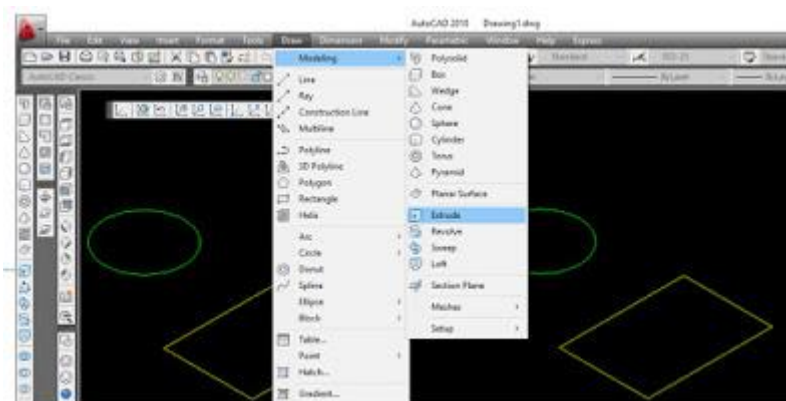 AutoCAD 2010 Drawing1.dwg
File Edit View Insert Format Tools Draw Dimension Modify Parametric Window Help Express
Standard ISO-25
AutoCAD Classic ByLayer
Modeling
Line
Ray
Construction Line
Multiline
Polyline
3D Polyline
Polygon
Rectangle
Helix
Arc
Circle
Donut
Spline
Ellipse
Block
Table...
Point
Hatch...
Gradient...
Polysolid
Box
Wedge
Cone
Sphere
Cylinder
Torus
Pyramid
Planar Surface
Extrude
Revolve
Sweep
Loft
Section Plane
Meshes
Setup